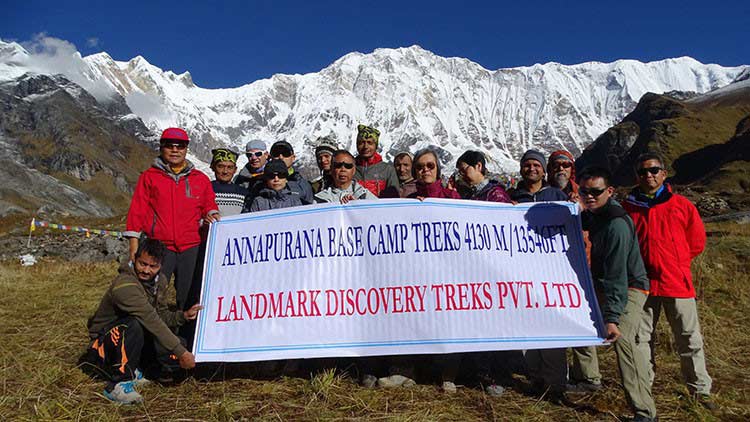 ANNAPURANA BASE CAMP TREKS 4130 M/13546FT
LANDMARK DISCOVERY TREKS PVT. LTD